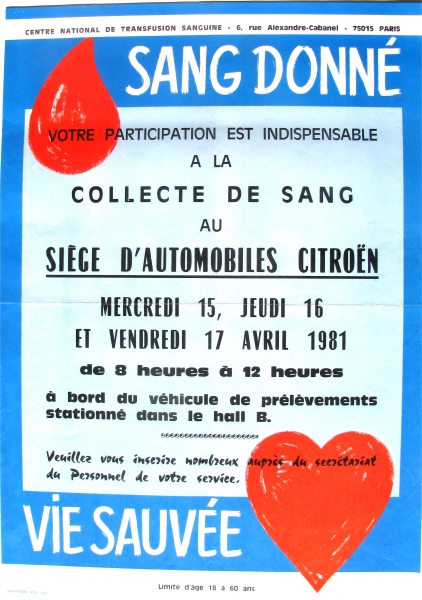 CENTRE NATIONAL DE TRANSFUSION SANGUINE - 6, rue Alexandre-Cabanel - 75015 PARIS
SANG DONNÉ
VOTRE PARTICIPATION EST INDISPENSABLE
A LA
COLLECTE DE SANG
AU
SIÈGE D'AUTOMOBILES CITROËN
MERCREDI 15, JEUDI 16
ET VENDREDI 17 AVRIL 1981
de 8 heures à 12 heures
à bord du véhicule de prélèvements
stationné dans le hall B.
Veuillez vous inscrire nombreux auprès du secrétariat
du Personnel de votre service.
VIE SAUVÉE
Limite d'âge 18 à 60 ans